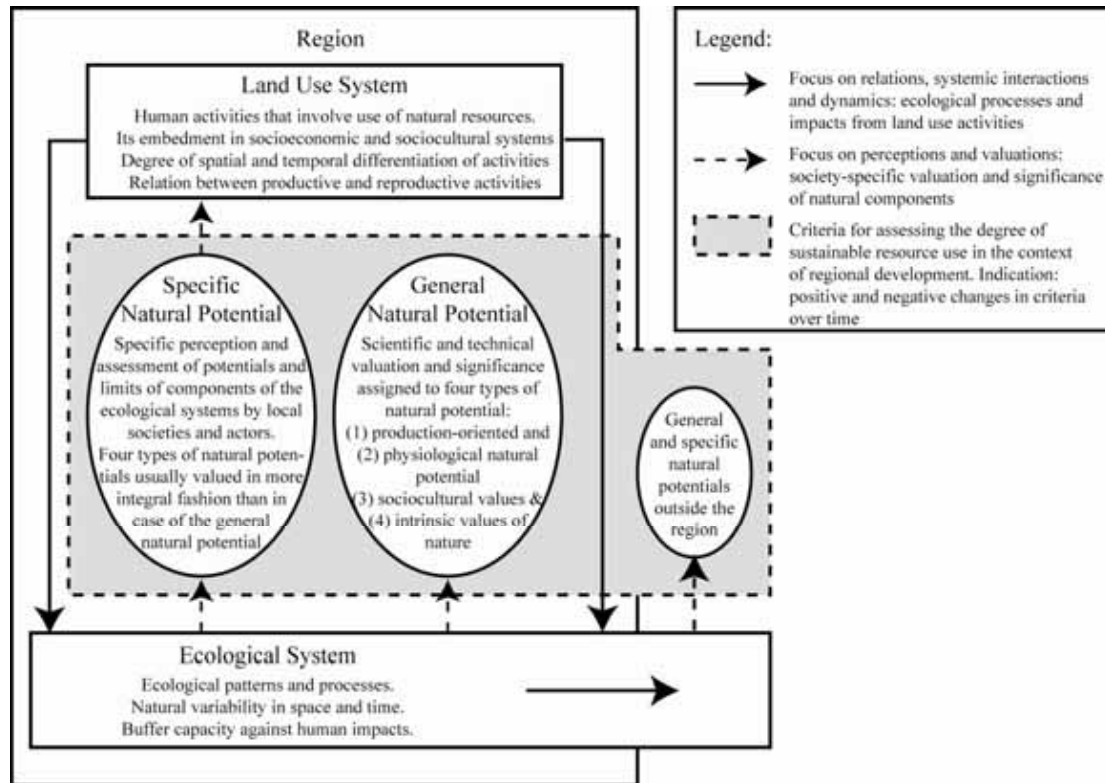 Region
Land Use System
Human activities that involve use of natural resources.
Its embedment in socioeconomic and sociocultural systems
Degree of spatial and temporal differentiation of activities
Relation between productive and reproductive activities
Specific
Natural Potential
Specific perception and
assessment of potentials and
limits of components of the
ecological systems by local
societies and actors.
Four types of natural poten-
tials usually valued in more
integral fashion than in
case of the general
natural potential
General
Natural Potential
Scientific and technical
valuation and significance
assigned to four types of
natural potential:
(1) production-oriented and
(2) physiological natural
potential
(3) sociocultural values &
(4) intrinsic values of
nature
General
and specific
natural
potentials
outside the
region
Ecological System
Ecological patterns and processes.
Natural variability in space and time.
Buffer capacity against human impacts.
Legend:
Focus on relations, systemic interactions
and dynamics: ecological processes and
impacts from land use activities
Focus on perceptions and valuations:
society-specific valuation and significance
of natural components
Criteria for assessing the degree of
sustainable resource use in the context
of regional development. Indication:
positive and negative changes in criteria
over time